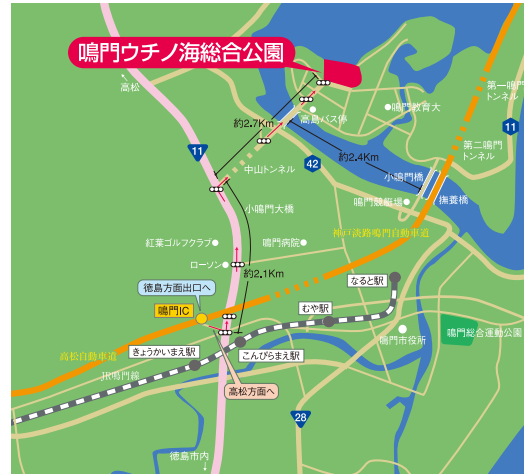 鳴門ウチノ海総合公園
高松
第一鳴門
トンネル
鳴門教育大
高島バス停
約2.7Km
11
11
第二鳴門
トンネル
中山トンネル
42
約2.4Km
小鳴門橋
鳴門競艇場
撫養橋
小鳴門大橋
神戸淡路鳴門自動車道
紅葉ゴルフクラブ
鳴門病院
ローソン
約2.1Km
徳島方面出口へ
なると駅
鳴門IC
むや駅
鳴門総合運動公園
鳴門市役所
きょうかいまえ駅
こんぴらまえ駅
高松自動車道
JR鳴門線
高松方面へ
28
徳島市内